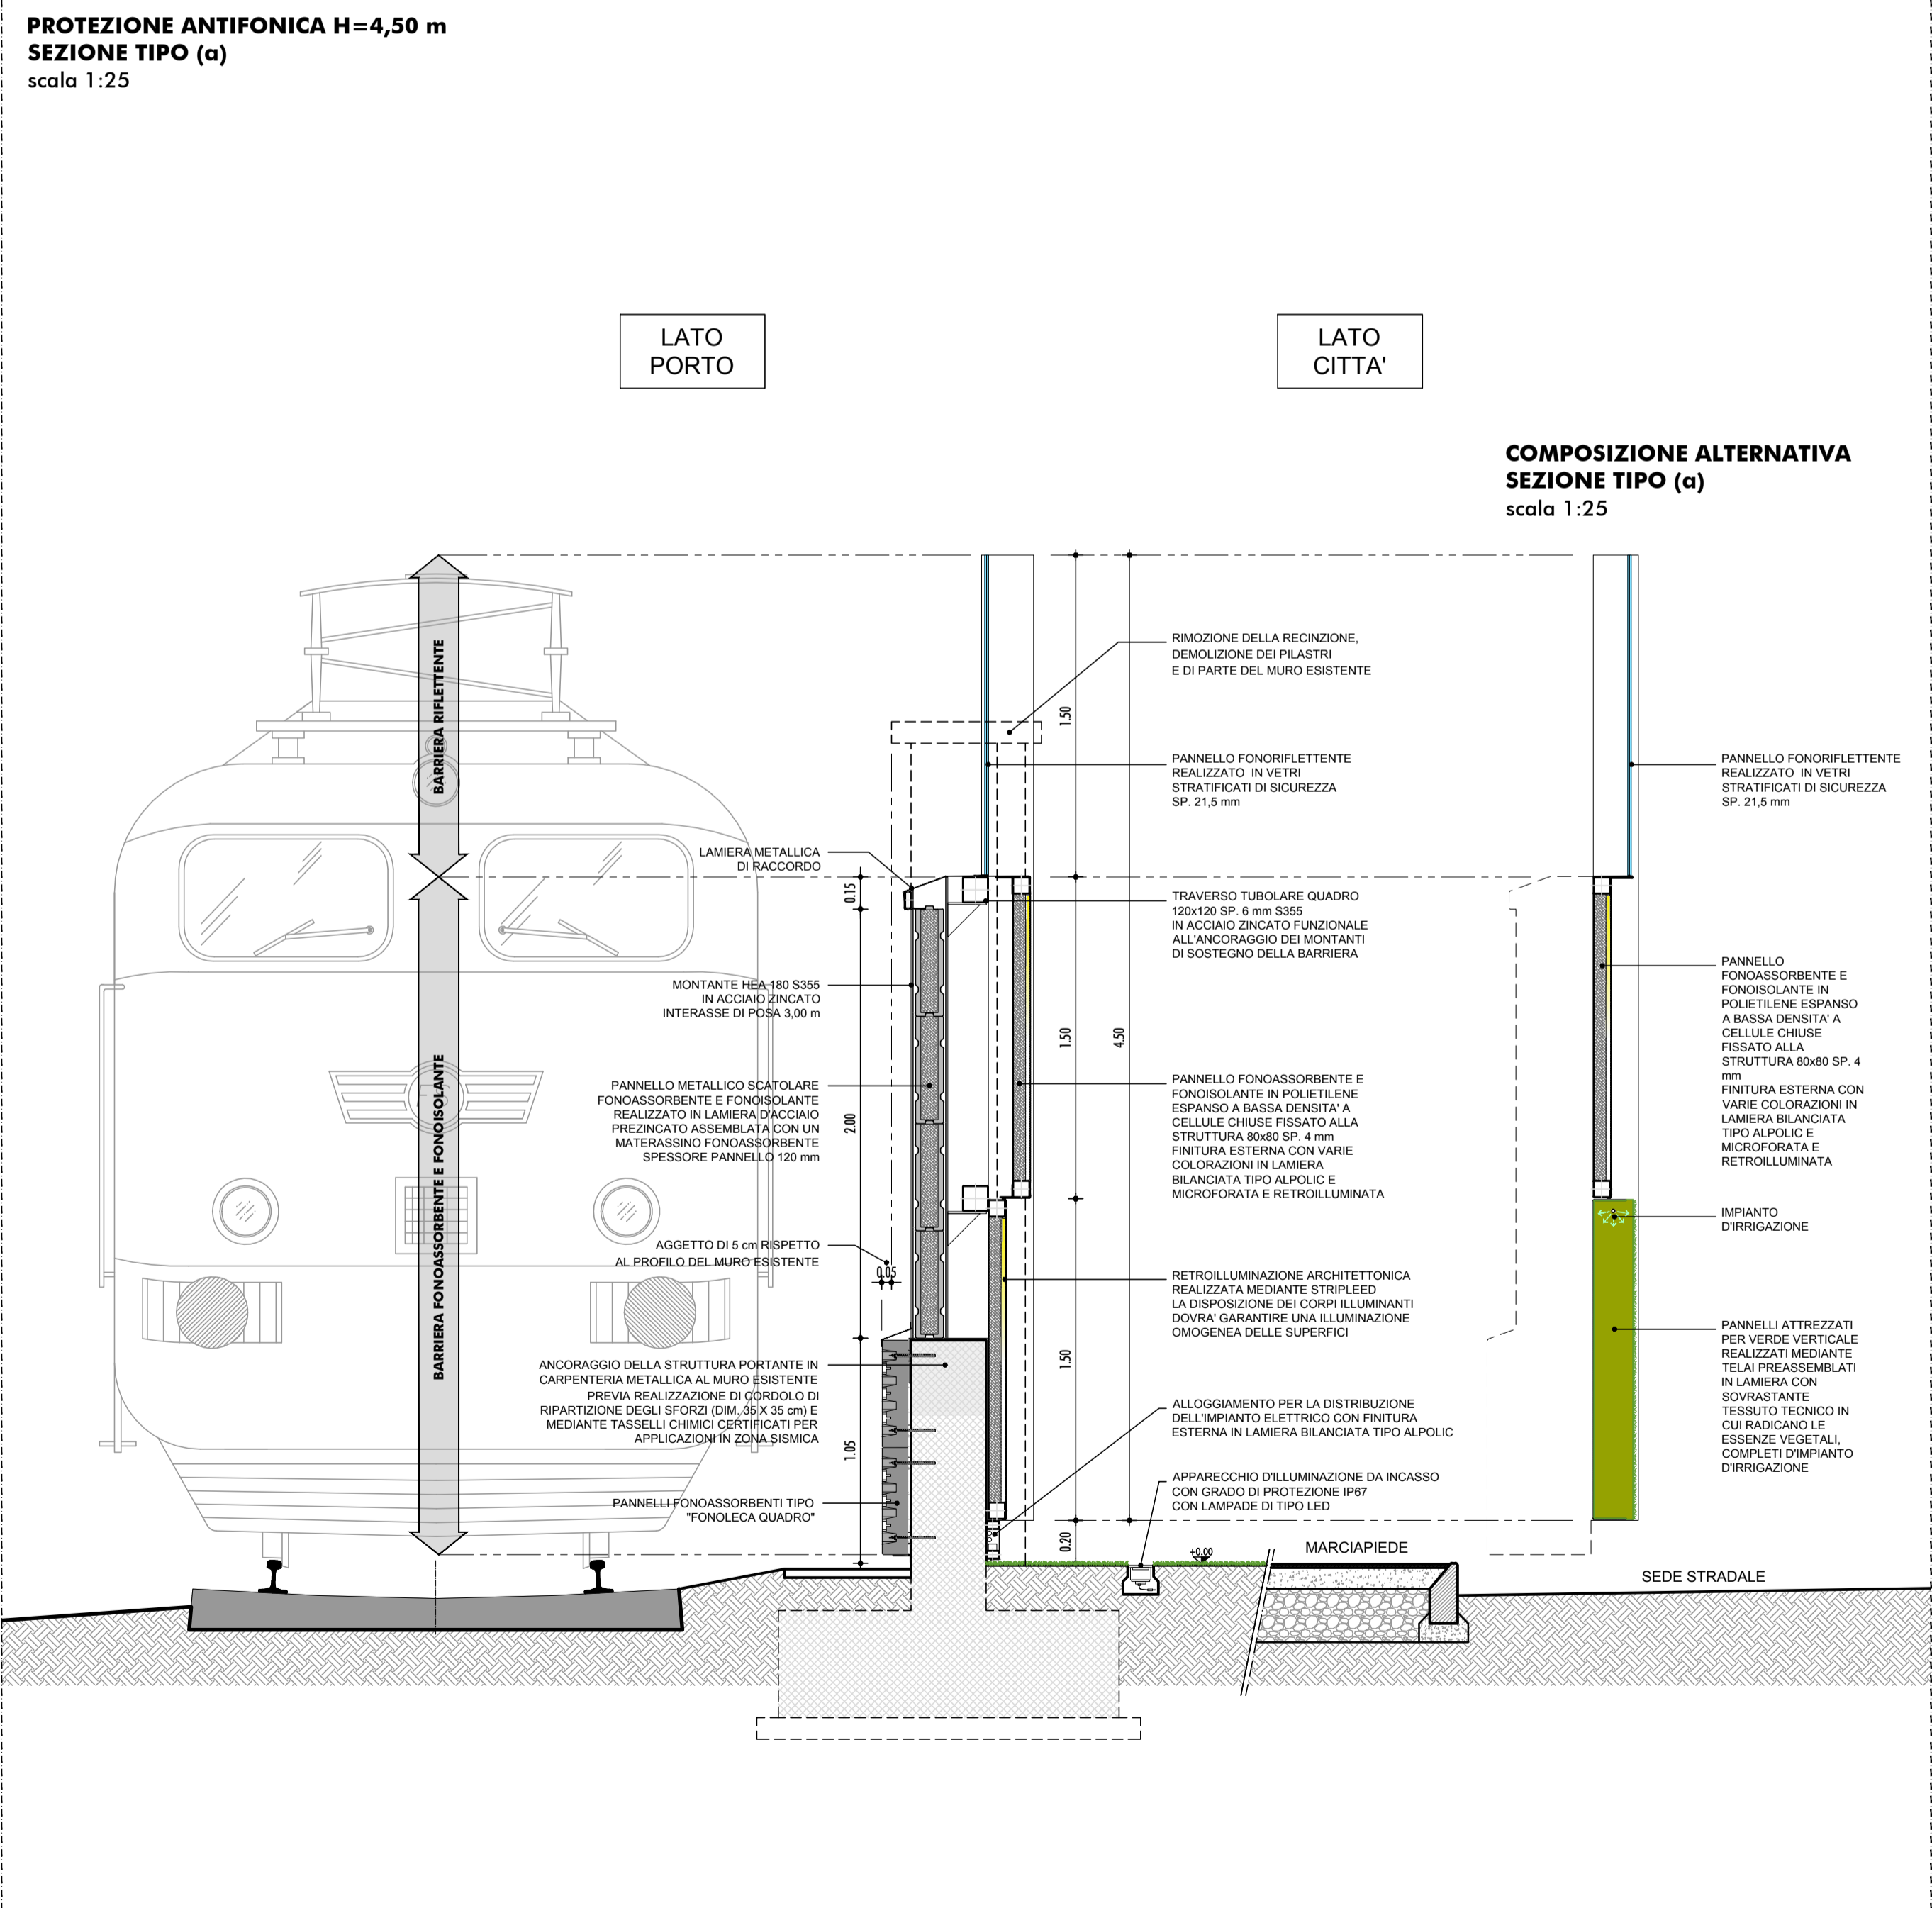 PROTEZIONE ANTIFONICA H=4,50 m
SEZIONE TIPO (a)
scala 1:25
LATO
PORTO
LATO
CITTA'
COMPOSIZIONE ALTERNATIVA
SEZIONE TIPO (a)
scala 1:25
BARRIERA RIFLETTENTE
BARRIERA FONOASSORBENTE E FONOISOLANTE
LAMIERA METALLICA
DI RACCORDO
MONTANTE HEA 180 S355
IN ACCIAIO ZINCATO
INTERASSE DI POSA 3,00 m
PANNELLO METALLICO SCATOLARE
FONOASSORBENTE E FONOISOLANTE
REALIZZATO IN LAMIERA D'ACCIAIO
PREZINCATO ASSEMBLATA CON UN
MATERASSINO FONOASSORBENTE
SPESSORE PANNELLO 120 mm
AGGETTO DI 5 cm RISPETTO
AL PROFILO DEL MURO ESISTENTE
ANCORAGGIO DELLA STRUTTURA PORTANTE IN
CARPENTERIA METALLICA AL MURO ESISTENTE
PREVIA REALIZZAZIONE DI CORDOLO DI
RIPARTIZIONE DEGLI SFORZI (DIM. 35 X 35 cm) E
MEDIANTE TASSELLI CHIMICI CERTIFICATI PER
APPLICAZIONI IN ZONA SISMICA
PANNELLI FONOASSORBENTI TIPO
"FONOLECA QUADRO"
0.15
2.00
0.05
1.05
1.50
1.50
1.50
0.20
4.50
RIMOZIONE DELLA RECINZIONE,
DEMOLIZIONE DEI PILASTRI
E DI PARTE DEL MURO ESISTENTE
PANNELLO FONORIFLETTENTE
REALIZZATO IN VETRI
STRATIFICATI DI SICUREZZA
SP. 21,5 mm
TRAVERSO TUBOLARE QUADRO
120x120 SP. 6 mm S355
IN ACCIAIO ZINCATO FUNZIONALE
ALL'ANCORAGGIO DEI MONTANTI
DI SOSTEGNO DELLA BARRIERA
PANNELLO FONOASSORBENTE E
FONOISOLANTE IN POLIETILENE
ESPANSO A BASSA DENSITA' A
CELLULE CHIUSE FISSATO ALLA
STRUTTURA 80x80 SP. 4 mm
FINITURA ESTERNA CON VARIE
COLORAZIONI IN LAMIERA
BILANCIATA TIPO ALPOLIC E
MICROFORATA E RETROILLUMINATA
RETROILLUMINAZIONE ARCHITETTONICA
REALIZZATA MEDIANTE STRIPLEED
LA DISPOSIZIONE DEI CORPI ILLUMINANTI
DOVRA' GARANTIRE UNA ILLUMINAZIONE
OMOGENEA DELLE SUPERFICI
ALLOGGIAMENTO PER LA DISTRIBUZIONE
DELL'IMPIANTO ELETTRICO CON FINITURA
ESTERNA IN LAMIERA BILANCIATA TIPO ALPOLIC
APPARECCHIO D'ILLUMINAZIONE DA INCASSO
CON GRADO DI PROTEZIONE IP67
CON LAMPADE DI TIPO LED
+0.00
MARCIAPIEDE
SEDE STRADALE
PANNELLO FONORIFLETTENTE
REALIZZATO IN VETRI
STRATIFICATI DI SICUREZZA
SP. 21,5 mm
PANNELLO
FONOASSORBENTE E
FONOISOLANTE IN
POLIETILENE ESPANSO
A BASSA DENSITA' A
CELLULE CHIUSE
FISSATO ALLA
STRUTTURA 80x80 SP. 4
mm
FINITURA ESTERNA CON
VARIE COLORAZIONI IN
LAMIERA BILANCIATA
TIPO ALPOLIC E
MICROFORATA E
RETROILLUMINATA
IMPIANTO
D'IRRIGAZIONE
PANNELLI ATTREZZATI
PER VERDE VERTICALE
REALIZZATI MEDIANTE
TELAI PREASSEMBLATI
IN LAMIERA CON
SOVRASTANTE
TESSUTO TECNICO IN
CUI RADICANO LE
ESSENZE VEGETALI,
COMPLETI D'IMPIANTO
D'IRRIGAZIONE